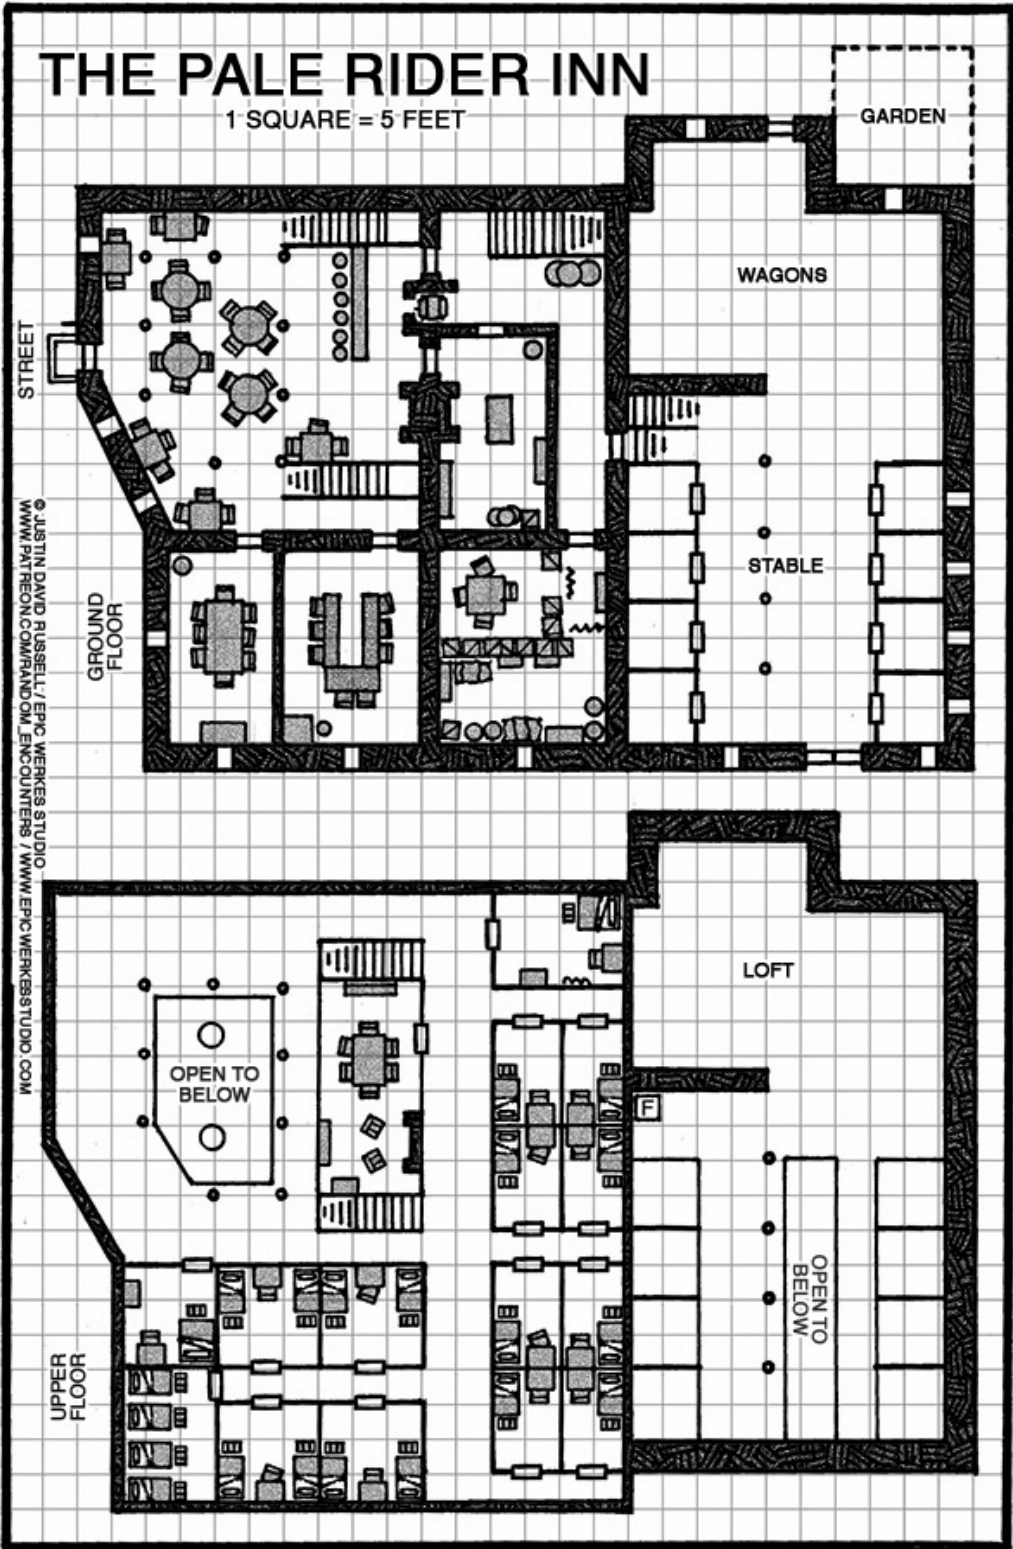 THE PALE RIDER INN
1 SQUARE = 5 FEET
GARDEN
WAGONS
STREET
STABLE
GROUND
FLOOR
© JUSTIN DAVID RUSSELL / EPIC WERKES STUDIO
WWW.PATREON.COM/RANDOM_ENCOUNTERS / WWW.EPICWERKESSTUDIO.COM
LOFT
OPEN TO
BELOW
F
OPEN TO
BELOW
UPPER
FLOOR